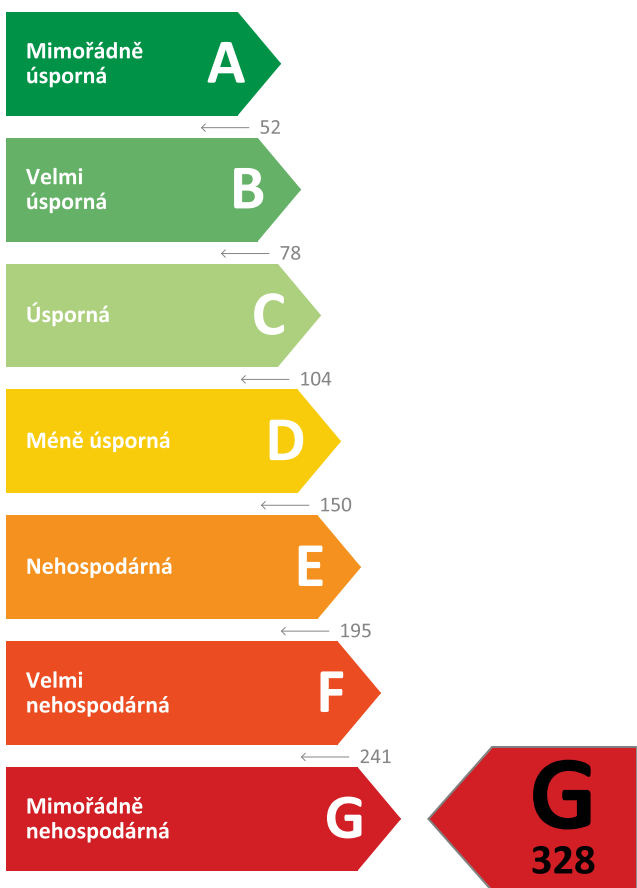 Mimořádně
úsporná
A
52
Velmi
úsporná
B
78
Úsporná
C
104
Méně úsporná
D
150
Nehospodárná
E
195
Velmi
nehospodárná
F
241
Mimořádně
nehospodárná
G
G
328